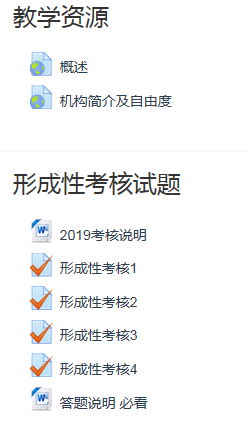 教学资源
概述
机构简介及自由度
形成性考核试题
2019考核说明
形成性考核1
形成性考核2
形成性考核3
形成性考核4
答题说明 必看